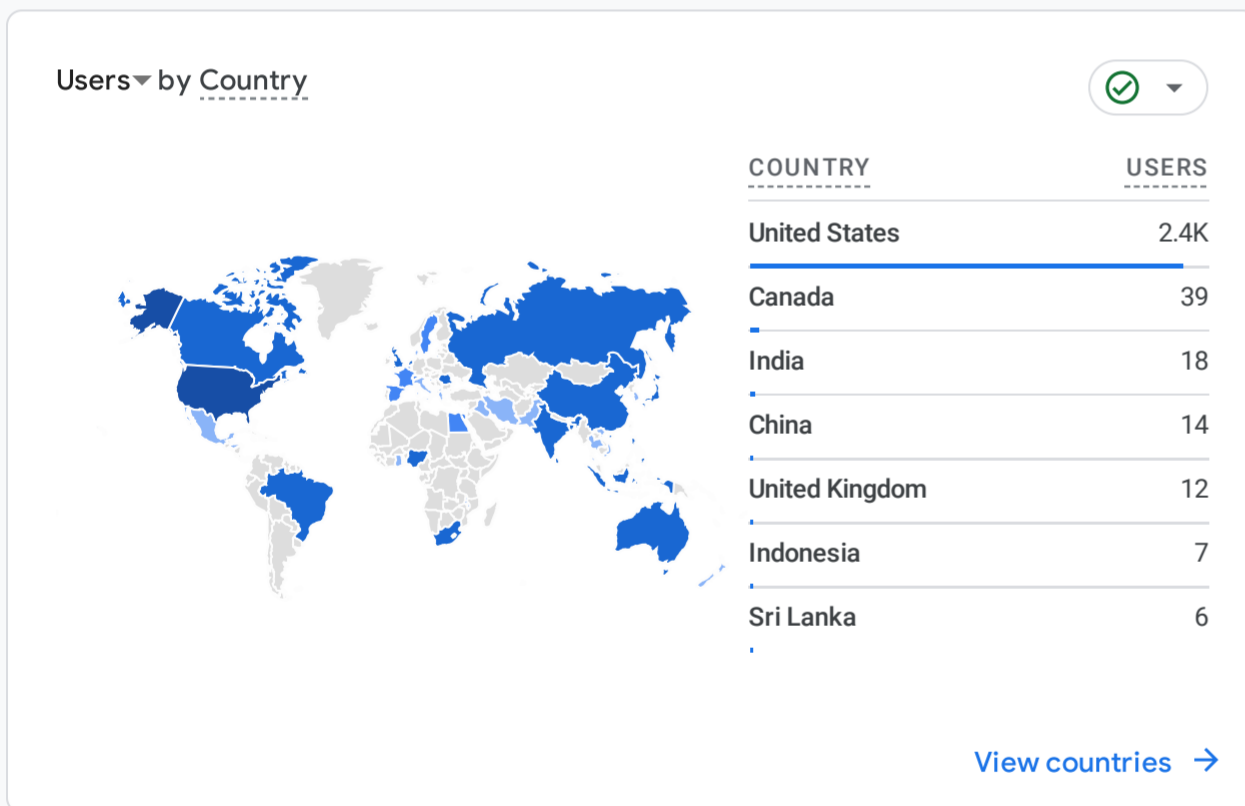 Users by Country
COUNTRY USERS
United States 2.4K
Canada 39
India 18
China 14
United Kingdom 12
Indonesia 7
Sri Lanka 6
View countries